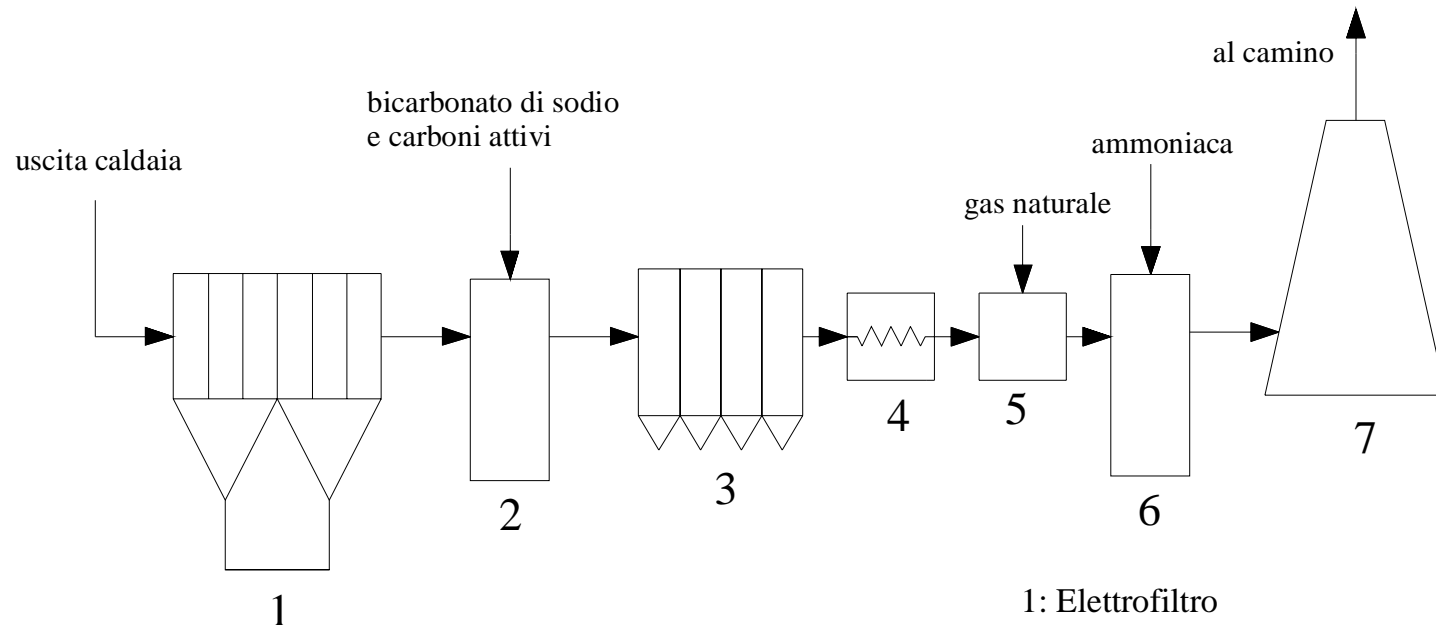 al camino
bicarbonato di sodio
e carboni attivi
ammoniaca
uscita caldaia
gas naturale
1
2
3
4
5
6
7
1: Elettrofiltro